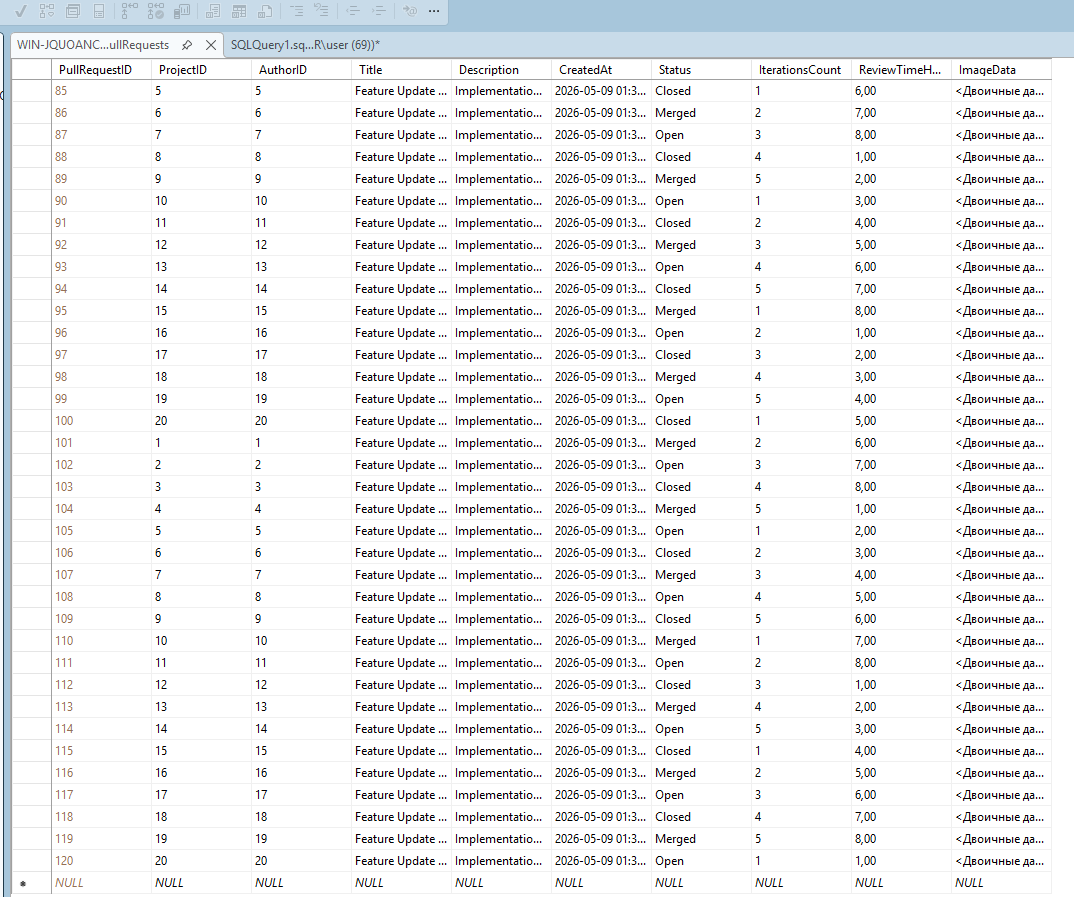 WIN-JQUOANC...ullRequests SQLQuery1.sq...R\user (69))*
PullRequestID ProjectID AuthorID Title Description CreatedAt Status IterationsCount ReviewTimeH... ImageData
85 5 5 Feature Update ... Implementatio... 2026-05-09 01:3... Closed 1 6,00 <Двоичные да...
86 6 6 Feature Update ... Implementatio... 2026-05-09 01:3... Merged 2 7,00 <Двоичные да...
87 7 7 Feature Update ... Implementatio... 2026-05-09 01:3... Open 3 8,00 <Двоичные да...
88 8 8 Feature Update ... Implementatio... 2026-05-09 01:3... Closed 4 1,00 <Двоичные да...
89 9 9 Feature Update ... Implementatio... 2026-05-09 01:3... Merged 5 2,00 <Двоичные да...
90 10 10 Feature Update ... Implementatio... 2026-05-09 01:3... Open 1 3,00 <Двоичные да...
91 11 11 Feature Update ... Implementatio... 2026-05-09 01:3... Closed 2 4,00 <Двоичные да...
92 12 12 Feature Update ... Implementatio... 2026-05-09 01:3... Merged 3 5,00 <Двоичные да...
93 13 13 Feature Update ... Implementatio... 2026-05-09 01:3... Open 4 6,00 <Двоичные да...
94 14 14 Feature Update ... Implementatio... 2026-05-09 01:3... Closed 5 7,00 <Двоичные да...
95 15 15 Feature Update ... Implementatio... 2026-05-09 01:3... Merged 1 8,00 <Двоичные да...
96 16 16 Feature Update ... Implementatio... 2026-05-09 01:3... Open 2 1,00 <Двоичные да...
97 17 17 Feature Update ... Implementatio... 2026-05-09 01:3... Closed 3 2,00 <Двоичные да...
98 18 18 Feature Update ... Implementatio... 2026-05-09 01:3... Merged 4 3,00 <Двоичные да...
99 19 19 Feature Update ... Implementatio... 2026-05-09 01:3... Open 5 4,00 <Двоичные да...
100 20 20 Feature Update ... Implementatio... 2026-05-09 01:3... Closed 1 5,00 <Двоичные да...
101 1 1 Feature Update ... Implementatio... 2026-05-09 01:3... Merged 2 6,00 <Двоичные да...
102 2 2 Feature Update ... Implementatio... 2026-05-09 01:3... Open 3 7,00 <Двоичные да...
103 3 3 Feature Update ... Implementatio... 2026-05-09 01:3... Closed 4 8,00 <Двоичные да...
104 4 4 Feature Update ... Implementatio... 2026-05-09 01:3... Merged 5 1,00 <Двоичные да...
105 5 5 Feature Update ... Implementatio... 2026-05-09 01:3... Open 1 2,00 <Двоичные да...
106 6 6 Feature Update ... Implementatio... 2026-05-09 01:3... Closed 2 3,00 <Двоичные да...
107 7 7 Feature Update ... Implementatio... 2026-05-09 01:3... Merged 3 4,00 <Двоичные да...
108 8 8 Feature Update ... Implementatio... 2026-05-09 01:3... Open 4 5,00 <Двоичные да...
109 9 9 Feature Update ... Implementatio... 2026-05-09 01:3... Closed 5 6,00 <Двоичные да...
110 10 10 Feature Update ... Implementatio... 2026-05-09 01:3... Merged 1 7,00 <Двоичные да...
111 11 11 Feature Update ... Implementatio... 2026-05-09 01:3... Open 2 8,00 <Двоичные да...
112 12 12 Feature Update ... Implementatio... 2026-05-09 01:3... Closed 3 1,00 <Двоичные да...
113 13 13 Feature Update ... Implementatio... 2026-05-09 01:3... Merged 4 2,00 <Двоичные да...
114 14 14 Feature Update ... Implementatio... 2026-05-09 01:3... Open 5 3,00 <Двоичные да...
115 15 15 Feature Update ... Implementatio... 2026-05-09 01:3... Closed 1 4,00 <Двоичные да...
116 16 16 Feature Update ... Implementatio... 2026-05-09 01:3... Merged 2 5,00 <Двоичные да...
117 17 17 Feature Update ... Implementatio... 2026-05-09 01:3... Open 3 6,00 <Двоичные да...
118 18 18 Feature Update ... Implementatio... 2026-05-09 01:3... Closed 4 7,00 <Двоичные да...
119 19 19 Feature Update ... Implementatio... 2026-05-09 01:3... Merged 5 8,00 <Двоичные да...
120 20 20 Feature Update ... Implementatio... 2026-05-09 01:3... Open 1 1,00 <Двоичные да...
NULL NULL NULL NULL NULL NULL NULL NULL NULL NULL